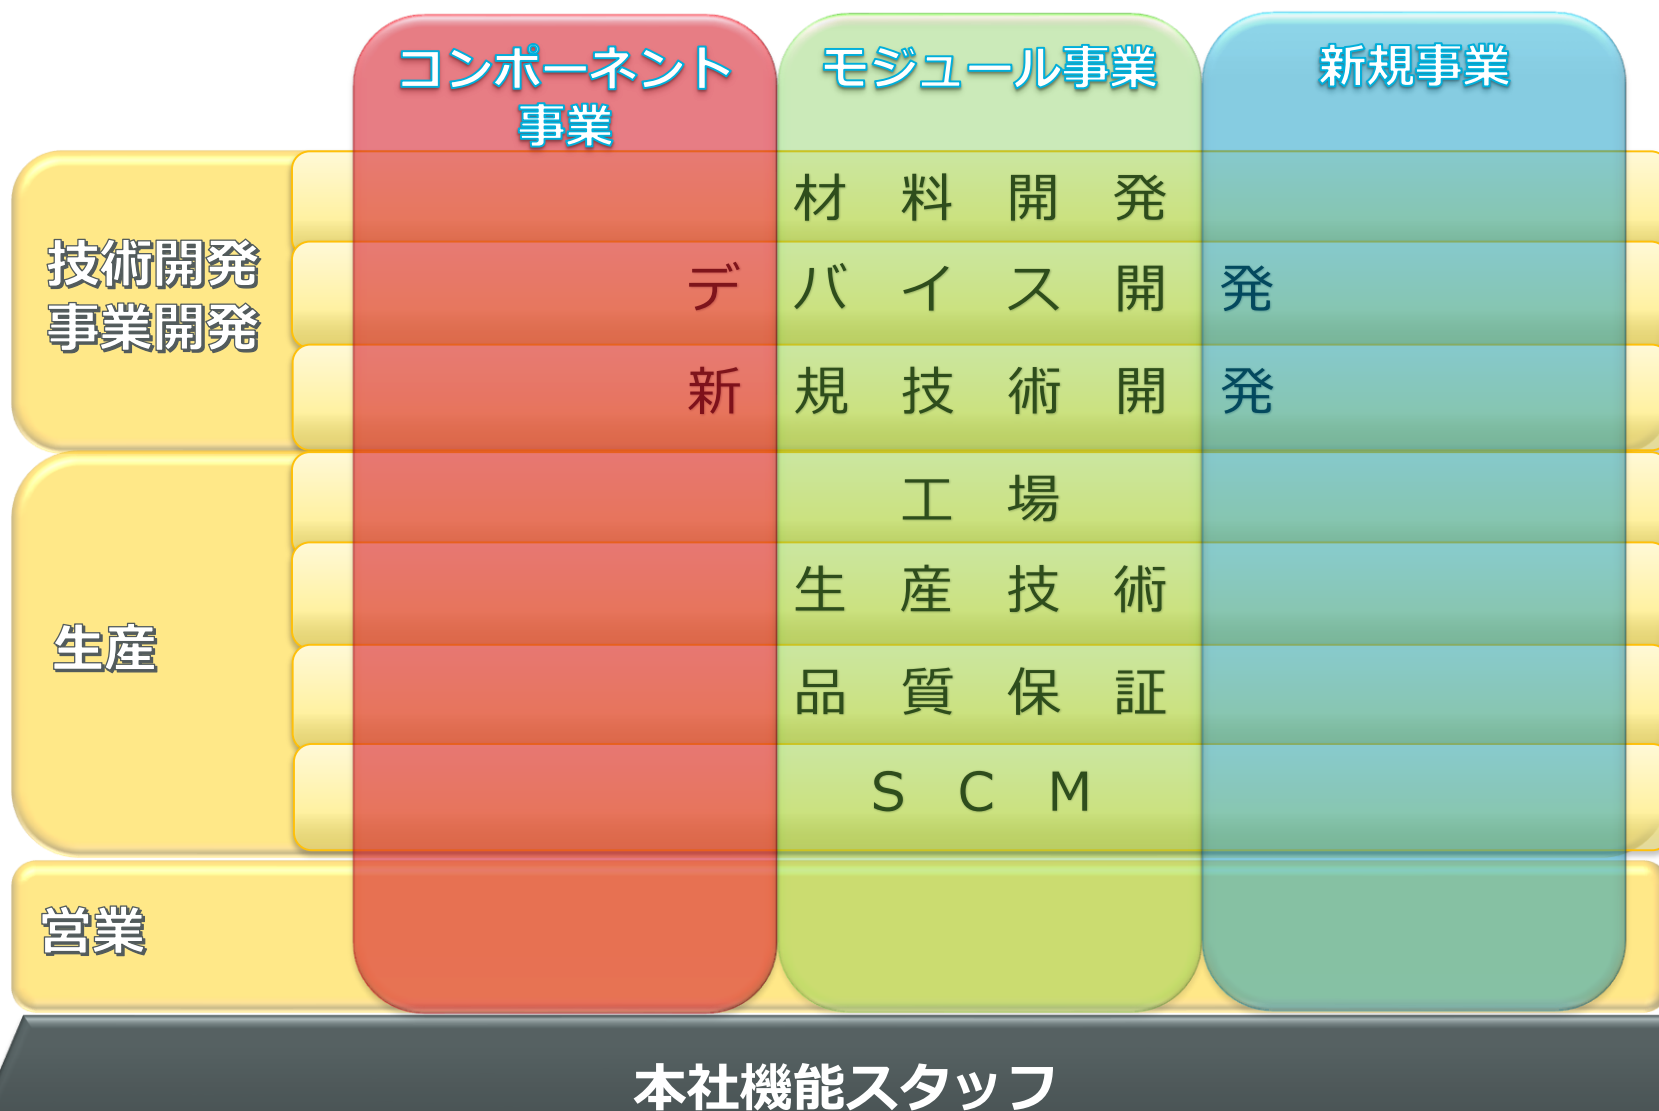 コンポーネント
事業
モジュール事業
新規事業
技術開発
事業開発
材料開発
デバイス開発
新規技術開発
生産
工場
生産技術
品質保証
SCM
営業
本社機能スタッフ